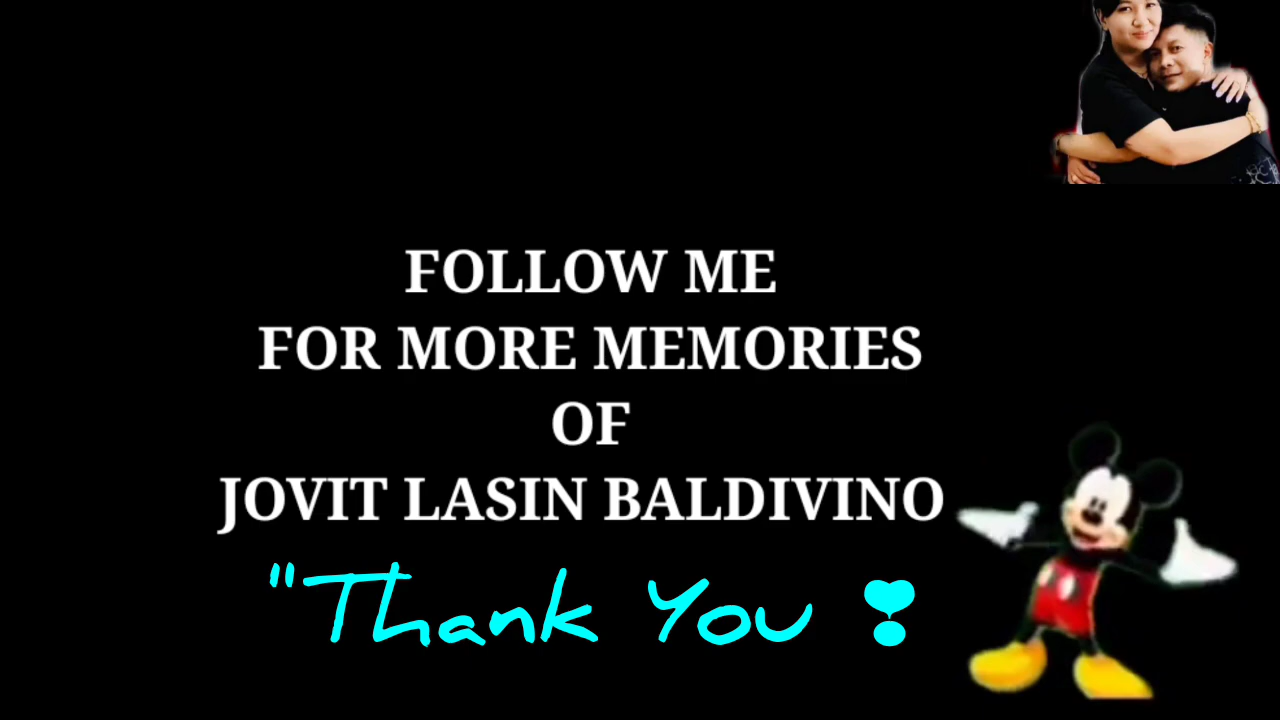 FOLLOW ME
FOR MORE MEMORIES
OF
JOVIT LASIN BALDIVINO
"Thank You ❣